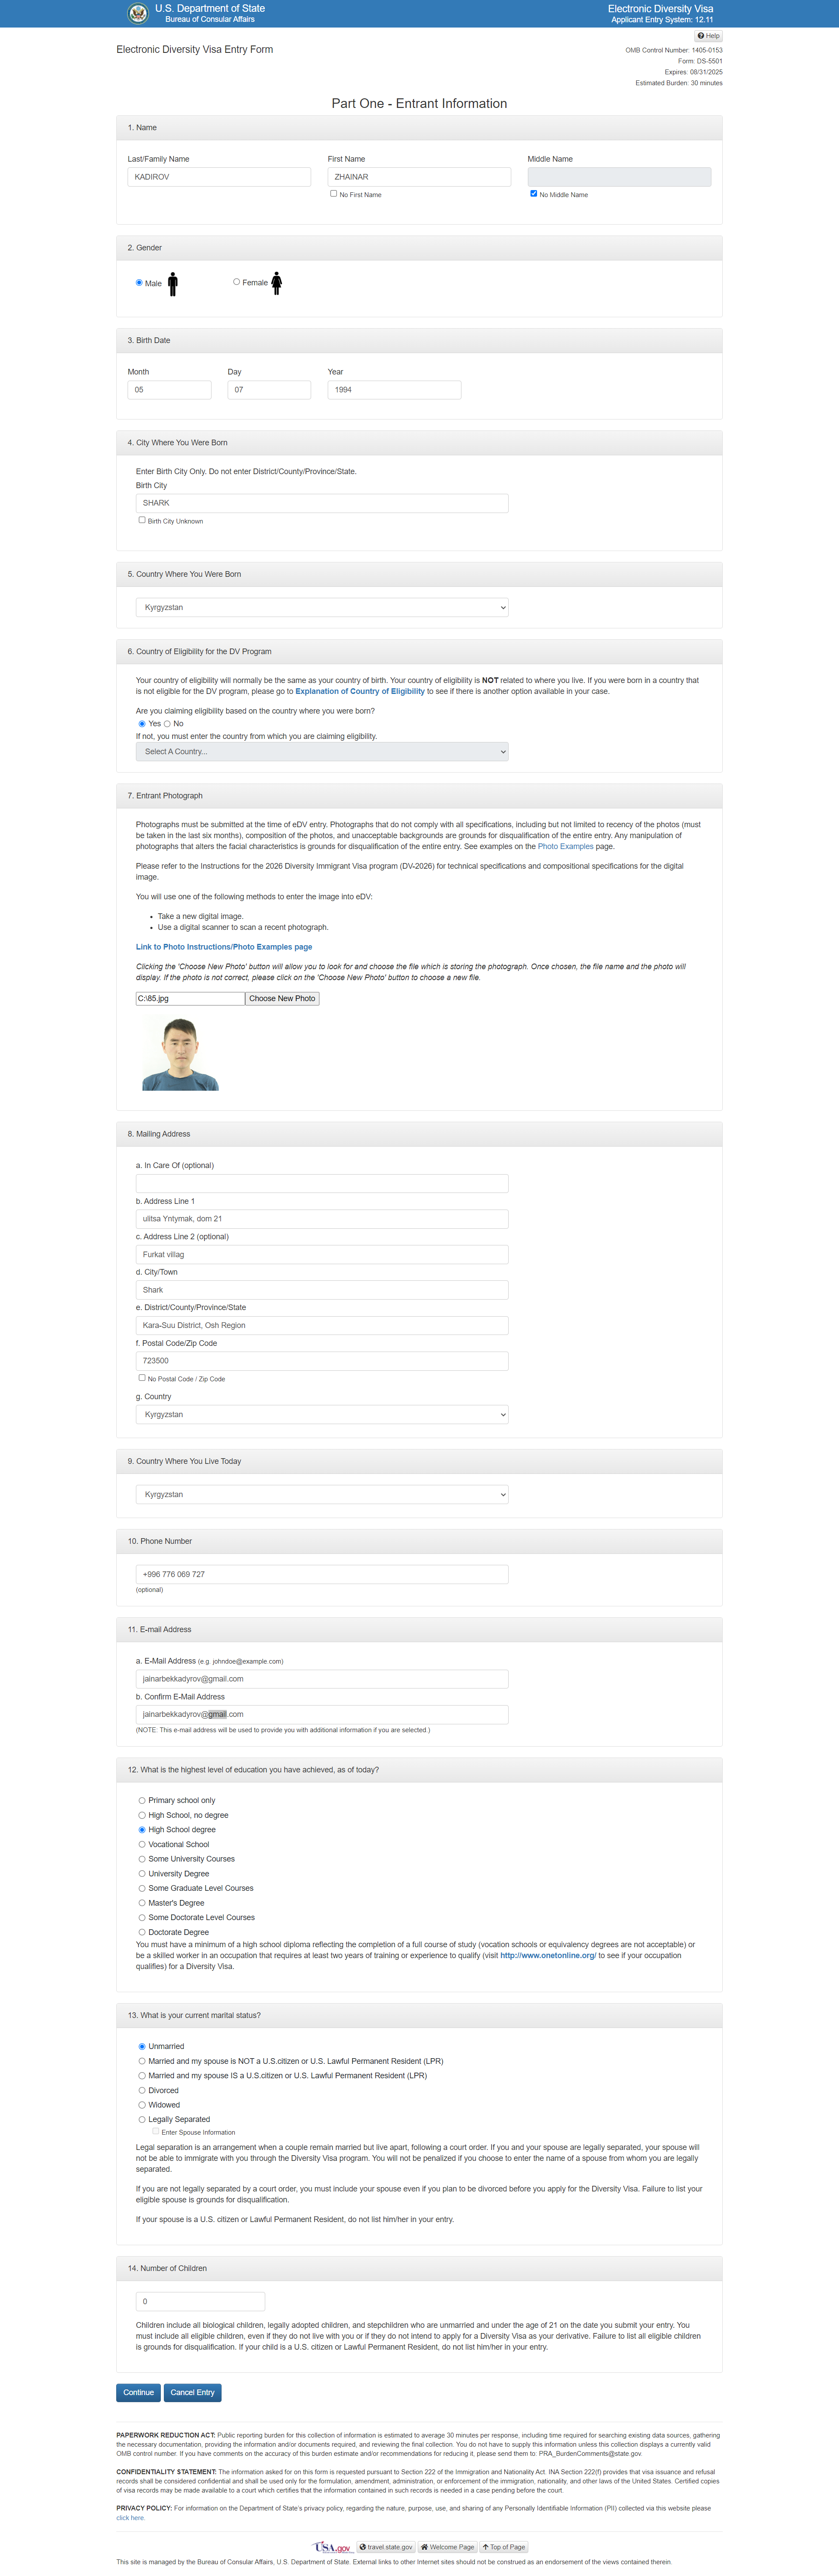 U.S. Department of State
Bureau of Consular Affairs
Electronic Diversity Visa
Applicant Entry System: 12.11
Help
Electronic Diversity Visa Entry Form
OMB Control Number: 1405-0153
Form: DS-5501
Expires: 08/31/2025
Estimated Burden: 30 minutes
Part One - Entrant Information
1. Name
Last/Family Name First Name Middle Name
KADIROV ZHAINAR
No First Name No Middle Name
2. Gender
Male Female
3. Birth Date
Month Day Year
05 07 1994
4. City Where You Were Born
Enter Birth City Only. Do not enter District/County/Province/State.
Birth City
SHARK
Birth City Unknown
5. Country Where You Were Born
Kyrgyzstan
6. Country of Eligibility for the DV Program
Your country of eligibility will normally be the same as your country of birth. Your country of eligibility is NOT related to where you live. If you were born in a country that
is not eligible for the DV program, please go to Explanation of Country of Eligibility to see if there is another option available in your case.
Are you claiming eligibility based on the country where you were born?
Yes No
If not, you must enter the country from which you are claiming eligibility.
Select A Country...
7. Entrant Photograph
Photographs must be submitted at the time of eDV entry. Photographs that do not comply with all specifications, including but not limited to recency of the photos (must
be taken in the last six months), composition of the photos, and unacceptable backgrounds are grounds for disqualification of the entire entry. Any manipulation of
photographs that alters the facial characteristics is grounds for disqualification of the entire entry. See examples on the Photo Examples page.
Please refer to the Instructions for the 2026 Diversity Immigrant Visa program (DV-2026) for technical specifications and compositional specifications for the digital
image.
You will use one of the following methods to enter the image into eDV:
• Take a new digital image.
• Use a digital scanner to scan a recent photograph.
Link to Photo Instructions/Photo Examples page
Clicking the 'Choose New Photo' button will allow you to look for and choose the file which is storing the photograph. Once chosen, the file name and the photo will
display. If the photo is not correct, please click on the 'Choose New Photo' button to choose a new file.
C:\85.jpg Choose New Photo
8. Mailing Address
a. In Care Of (optional)
b. Address Line 1
ulitsa Yntymak, dom 21
c. Address Line 2 (optional)
Furkat villag
d. City/Town
Shark
e. District/County/Province/State
Kara-Suu District, Osh Region
f. Postal Code/Zip Code
723500
No Postal Code / Zip Code
g. Country
Kyrgyzstan
9. Country Where You Live Today
Kyrgyzstan
10. Phone Number
+996 776 069 727
(optional)
11. E-mail Address
a. E-Mail Address (e.g. johndoe@example.com)
jainarbekkadyrov@gmail.com
b. Confirm E-Mail Address
jainarbekkadyrov@gmail.com
(NOTE: This e-mail address will be used to provide you with additional information if you are selected.)
12. What is the highest level of education you have achieved, as of today?
Primary school only
High School, no degree
High School degree
Vocational School
Some University Courses
University Degree
Some Graduate Level Courses
Master's Degree
Some Doctorate Level Courses
Doctorate Degree
You must have a minimum of a high school diploma reflecting the completion of a full course of study (vocation schools or equivalency degrees are not acceptable) or
be a skilled worker in an occupation that requires at least two years of training or experience to qualify (visit http://www.onetonline.org/ to see if your occupation
qualifies) for a Diversity Visa.
13. What is your current marital status?
Unmarried
Married and my spouse is NOT a U.S.citizen or U.S. Lawful Permanent Resident (LPR)
Married and my spouse IS a U.S.citizen or U.S. Lawful Permanent Resident (LPR)
Divorced
Widowed
Legally Separated
Enter Spouse Information
Legal separation is an arrangement when a couple remain married but live apart, following a court order. If you and your spouse are legally separated, your spouse will
not be able to immigrate with you through the Diversity Visa program. You will not be penalized if you choose to enter the name of a spouse from whom you are legally
separated.
If you are not legally separated by a court order, you must include your spouse even if you plan to be divorced before you apply for the Diversity Visa. Failure to list your
eligible spouse is grounds for disqualification.
If your spouse is a U.S. citizen or Lawful Permanent Resident, do not list him/her in your entry.
14. Number of Children
0
Children include all biological children, legally adopted children, and stepchildren who are unmarried and under the age of 21 on the date you submit your entry. You
must include all eligible children, even if they do not live with you or if they do not intend to apply for a Diversity Visa as your derivative. Failure to list all eligible children
is grounds for disqualification. If your child is a U.S. citizen or Lawful Permanent Resident, do not list him/her in your entry.
Continue Cancel Entry
PAPERWORK REDUCTION ACT: Public reporting burden for this collection of information is estimated to average 30 minutes per response, including time required for searching existing data sources, gathering
the necessary documentation, providing the information and/or documents required, and reviewing the final collection. You do not have to supply this information unless this collection displays a currently valid
OMB control number. If you have comments on the accuracy of this burden estimate and/or recommendations for reducing it, please send them to: PRA_BurdenComments@state.gov.
CONFIDENTIALITY STATEMENT: The information asked for on this form is requested pursuant to Section 222 of the Immigration and Nationality Act. INA Section 222(f) provides that visa issuance and refusal
records shall be considered confidential and shall be used only for the formulation, amendment, administration, or enforcement of the immigration, nationality, and other laws of the United States. Certified copies
of visa records may be made available to a court which certifies that the information contained in such records is needed in a case pending before the court.
PRIVACY POLICY: For information on the Department of State's privacy policy, regarding the nature, purpose, use, and sharing of any Personally Identifiable Information (PII) collected via this website please
click here.
USA.gov travel.state.gov Welcome Page Top of Page
This site is managed by the Bureau of Consular Affairs, U.S. Department of State. External links to other Internet sites should not be construed as an endorsement of the views contained therein.